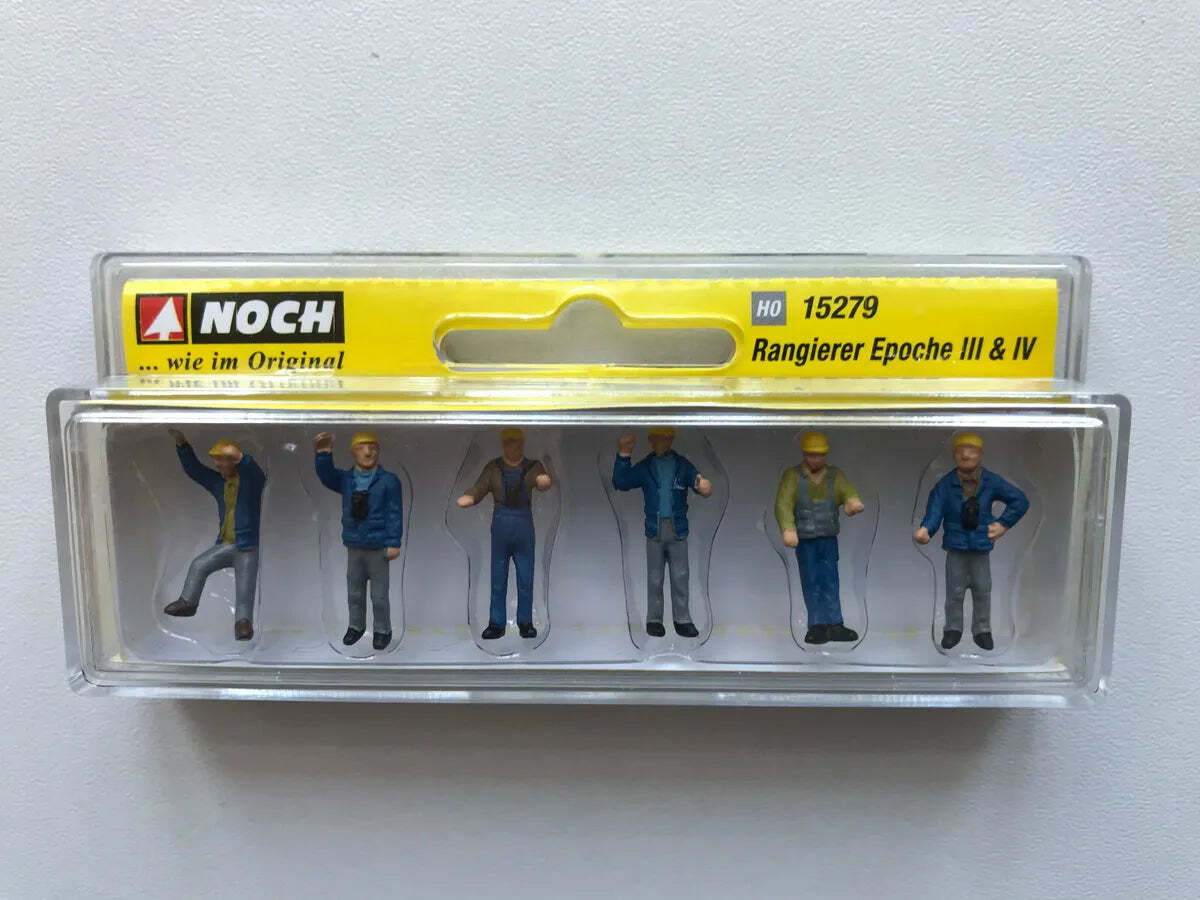 NOCH
... wie im Original
H0 15279
Rangierer Epoche III & IV